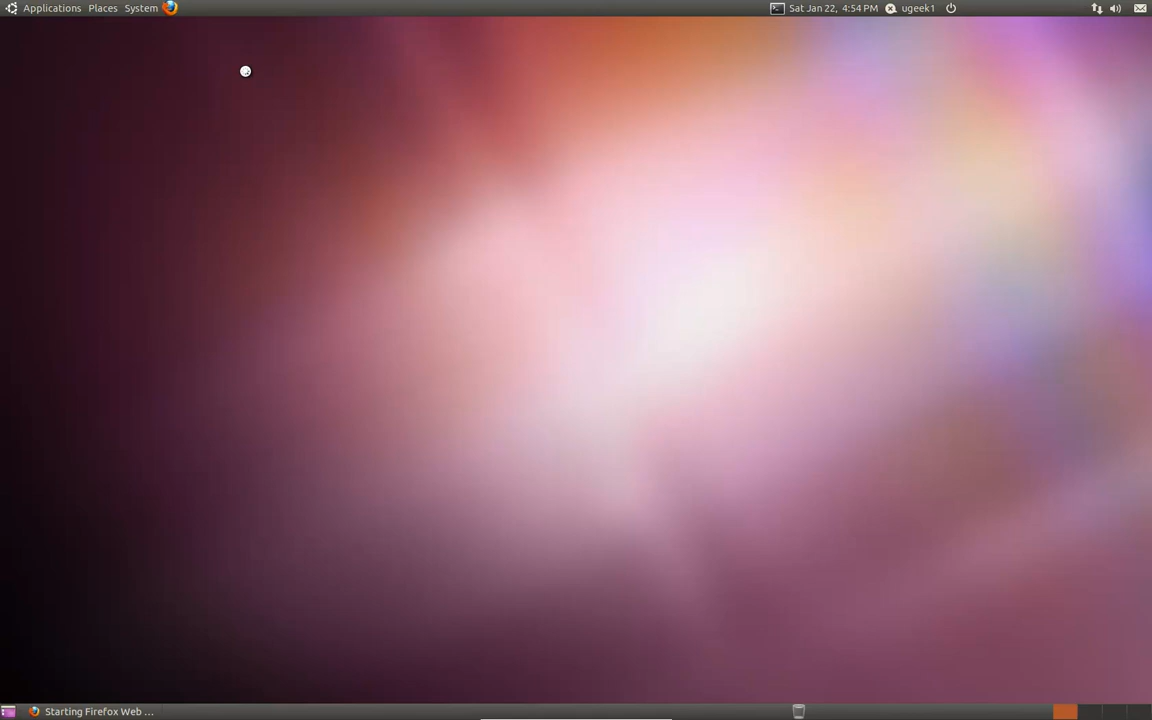 Applications Places System Sat Jan 22, 4:54 PM ugeek1
Starting Firefox Web ...